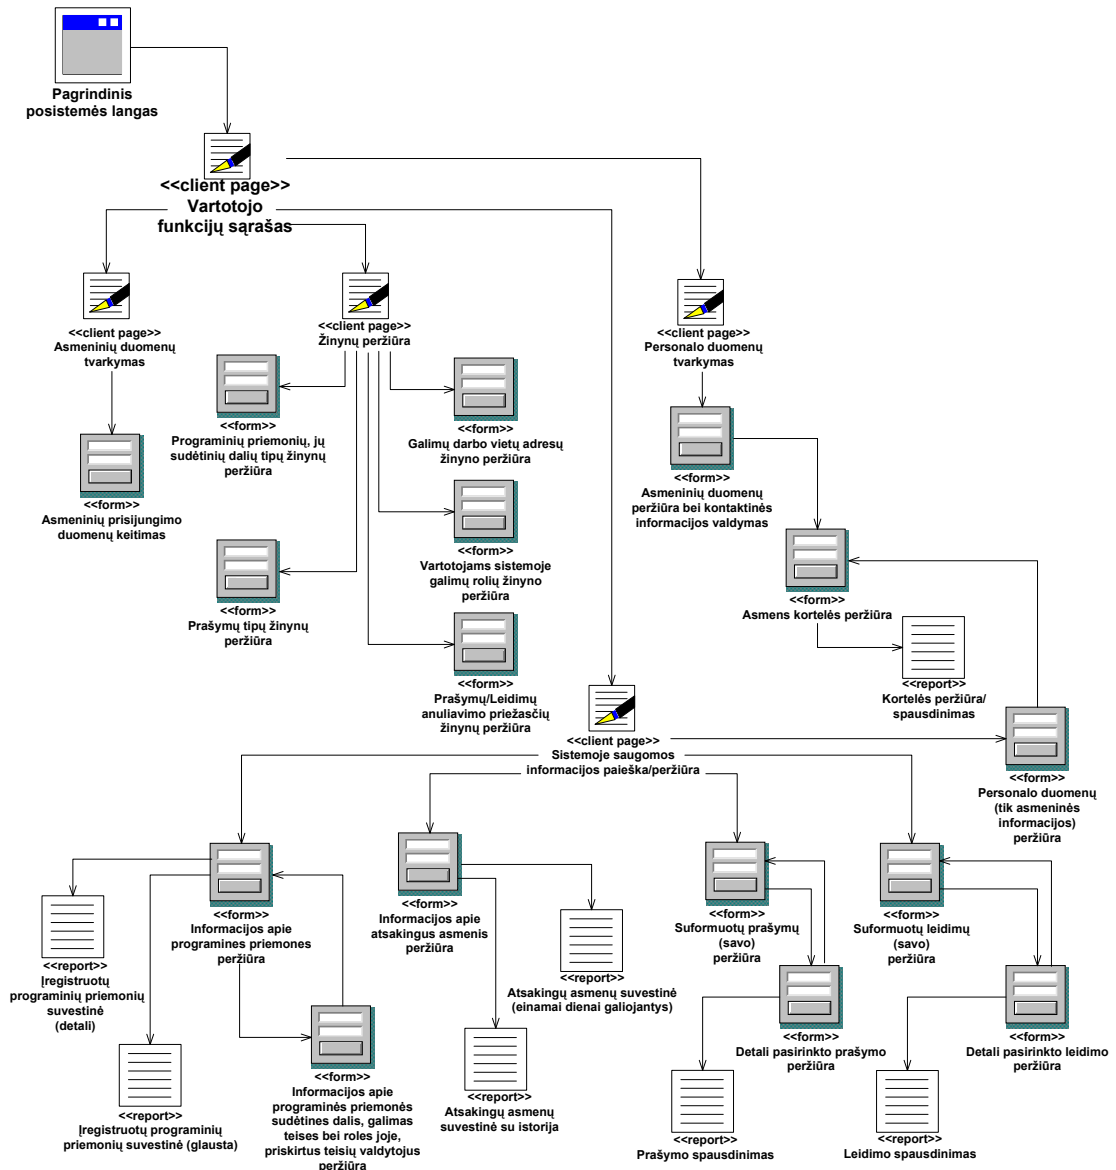 Pagrindinis
posistemės langas
<<client page>>
Vartotojo
funkcijų sąrašas
<<client page>>
Asmeninių duomenų
tvarkymas
<<client page>>
Žinynų peržiūra
<<client page>>
Personalo duomenų
tvarkymas
<<form>>
Programinių priemonių, jų
sudėtinių dalių tipų žinynų
peržiūra
<<form>>
Galimų darbo vietų adresų
žinyno peržiūra
<<form>>
Asmeninių duomenų
peržiūra bei kontaktinės
informacijos valdymas
<<form>>
Asmeninių prisijungimo
duomenų keitimas
<<form>>
Vartotojams sistemoje
galimų rolių žinyno
peržiūra
<<form>>
Asmens kortelės peržiūra
<<form>>
Prašymų tipų žinynų
peržiūra
<<form>>
Prašymų/Leidimų
anuliavimo priežasčių
žinynų peržiūra
<<report>>
Kortelės peržiūra/
spausdinimas
<<client page>>
Sistemoje saugomos
informacijos paieška/peržiūra
<<form>>
Personalo duomenų
(tik asmeninės
informacijos)
peržiūra
<<form>>
Informacijos apie
programines priemones
peržiūra
<<form>>
Informacijos apie
atsakingus asmenis
peržiūra
<<form>>
Suformuotų prašymų
(savo)
peržiūra
<<form>>
Suformuotų leidimų
(savo)
peržiūra
<<report>>
Įregistruotų
programinių priemonių
suvestinė
(detali)
<<report>>
Atsakingų asmenų suvestinė
(einamai dienai galiojantys)
<<form>>
Detali pasirinkto prašymo
peržiūra
<<form>>
Detali pasirinkto leidimo
peržiūra
<<report>>
Įregistruotų programinių
priemonių suvestinė (glausta)
<<form>>
Informacijos apie
programinės priemonės
sudėtines dalis, galimas
teises bei roles joje,
priskirtus teisių valdytojus
peržiūra
<<report>>
Atsakingų asmenų
suvestinė su istorija
<<report>>
Prašymo spausdinimas
<<report>>
Leidimo spausdinimas